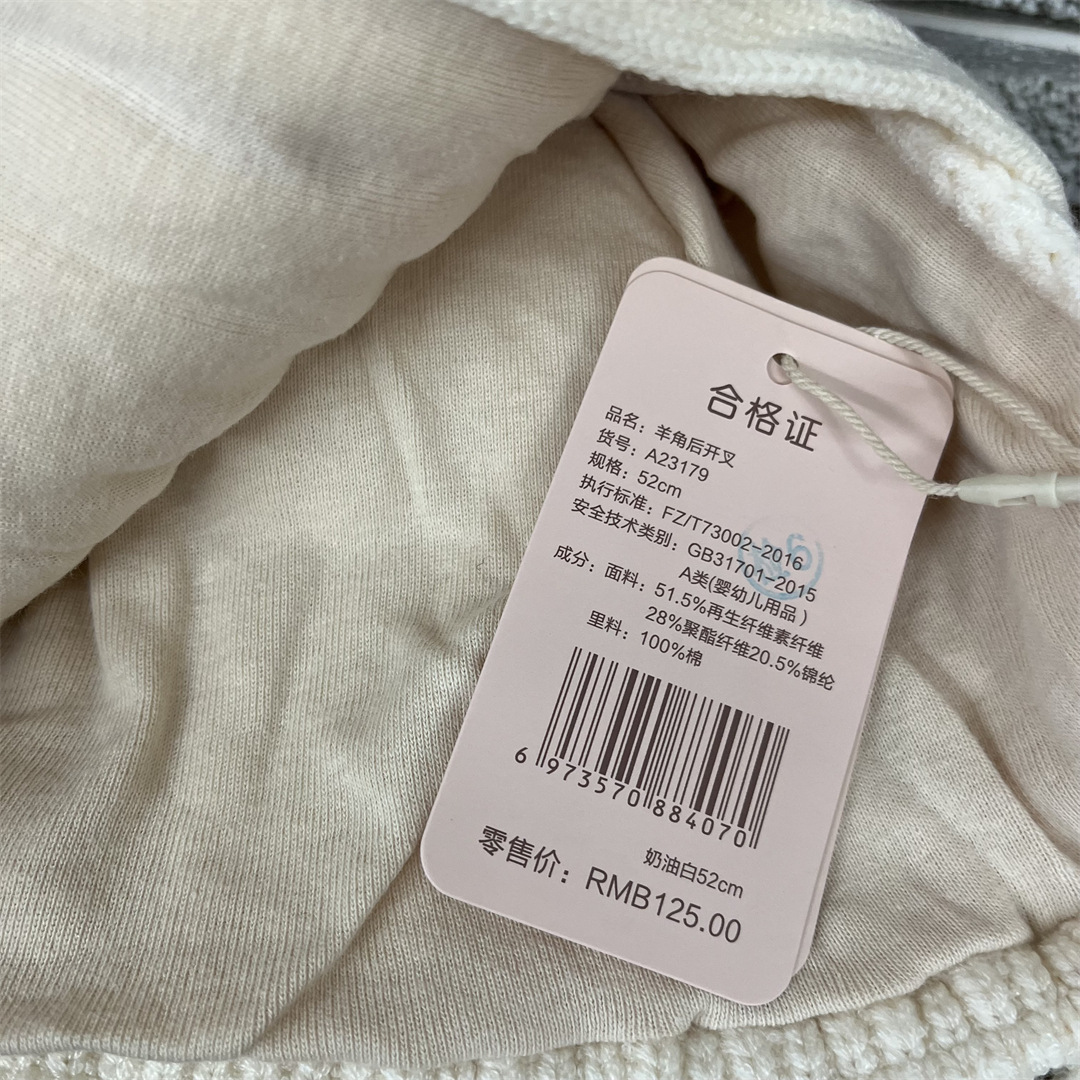 合格证
品名：羊角后开叉
货号：A23179
规格：52cm
执行标准：FZ/T73002-2016
安全技术类别：GB31701-2015
A类(婴幼儿用品)
成分：面料：51.5%再生纤维素纤维
28%聚酯纤维20.5%锦纶
里料：100%棉
6 973570 884070
奶油白52cm
零售价：RMB125.00